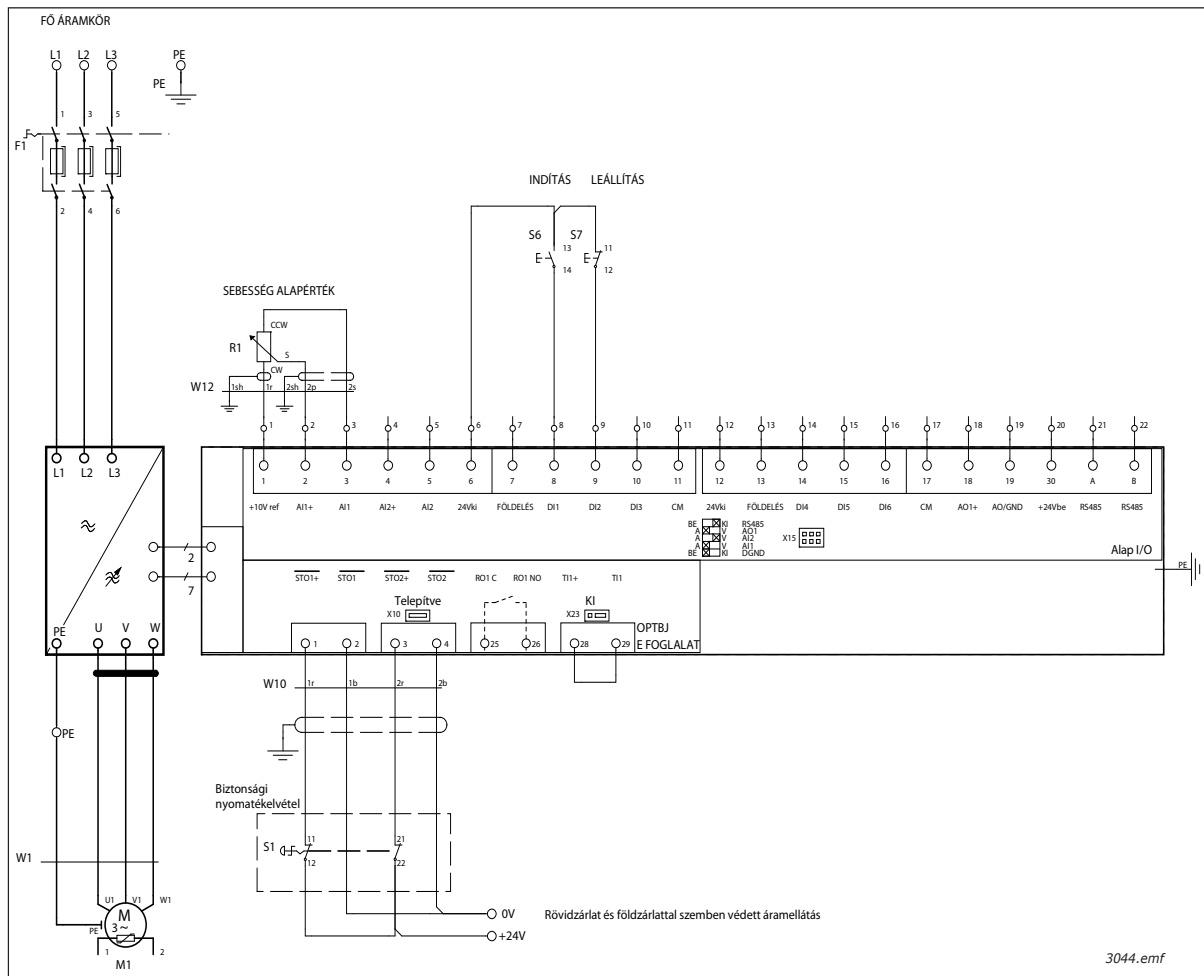 FŐ ÁRAMKÖR
L1 L2 L3 PE
PE
1 3 5
F1
2 4 6
INDÍTÁS LEÁLLÍTÁS
S6 S7
13 11
14 12
SEBESSÉG ALAPÉRTÉK
CCW
R1
S
CW
W12 1sh 1r 2sh 2p 2s
1 2 3 4 5 6 7 8 9 10 11 12 13 14 15 16 17 18 19 20 21 22
L1 L2 L3
1 2 3 4 5 6 7 8 9 10 11 12 13 14 15 16 17 18 19 30 A B
+10V ref AI1+ AI1 AI2+ AI2 24Vki FÖLDELÉS DI1 DI2 DI3 CM 24Vki FÖLDELÉS DI4 DI5 DI6 CM AO1+ AO/GND +24Vbe RS485 RS485
BE KI RS485
A V AO1
A V AI2
A V AI1
BE KI DGND
X15
Alap I/O
2
7
PE
STO1+ STO1 STO2+ STO2 RO1 C RO1 NO TI1+ TI1
Telepítve KI
X10 X23
OPTBJ
E FOGLALAT
PE U V W
1 2 3 4 25 26 28 29
W10 1r 1b 2r 2b
PE
Biztonsági
nyomatékelvétel
S1
11 21
12 22
W1
U1 V1 W1
M
3~
PE
1 2
M1
0V
+24V
Rövidzárlat és földzárlattal szemben védett áramellátás
3044.emf